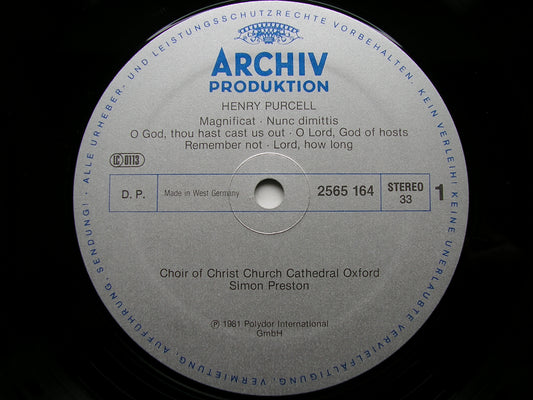 ALLE URHEBER- UND LEISTUNGSSCHUTZRECHTE VORBEHALTEN · KEIN VERLEIH! KEINE UNERLAUBTE VERVIELFÄLTIGUNG, VERMIETUNG, AUFFÜHRUNG, SENDUNG! ·
ARCHIV
PRODUKTION
HENRY PURCELL
Magnificat · Nunc dimittis
O God, thou hast cast us out · O Lord, God of hosts
Remember not · Lord, how long
LC 0113
D. P. Made in West Germany 2565 164 STEREO 33 1
Choir of Christ Church Cathedral Oxford
Simon Preston
℗ 1981 Polydor International
GmbH